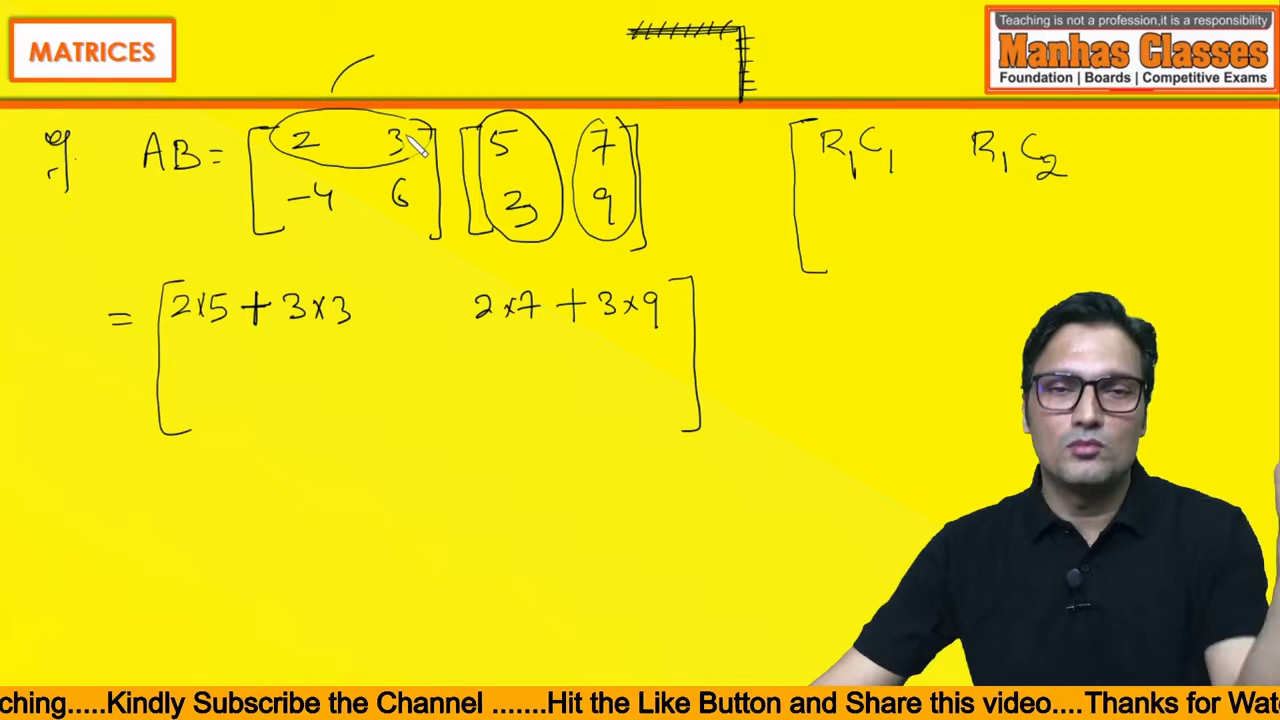 MATRICES
Teaching is not a profession,it is a responsibility
Manhas Classes
Foundation | Boards | Competitive Exams
eg. AB = [ 2 3 ] [ 5 7 ] [ R₁C₁ R₁C₂
-4 6 3 9
= [ 2×5 + 3×3 2×7 + 3×9 ]
ching.....Kindly Subscribe the Channel .......Hit the Like Button and Share this video....Thanks for Wat